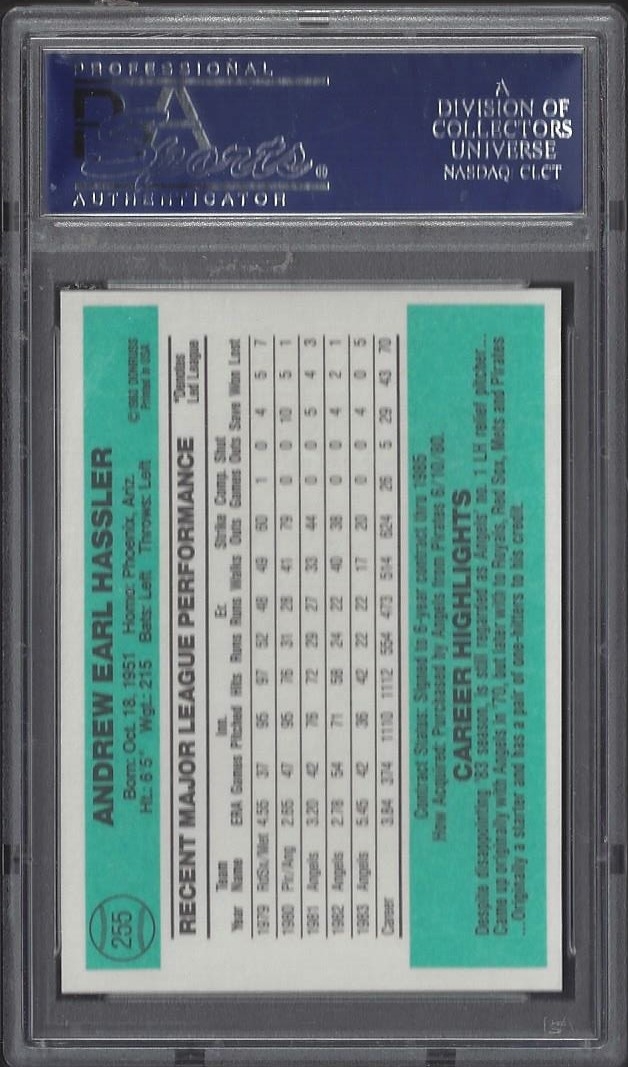 PROFESSIONAL
PSA
Sports®
AUTHENTICATOR
A
DIVISION OF
COLLECTORS
UNIVERSE
NASDAQ: CLCT
255
ANDREW EARL HASSLER
Born: Oct. 18, 1951 Home: Phoenix, Ariz.
Ht.: 6'5" Wgt.: 215 Bats: Left Throws: Left
©1983 DONRUSS
Printed in USA
RECENT MAJOR LEAGUE PERFORMANCE
*Denotes
Led League
Team Inn. Er. Strike Comp. Shut
Year Name ERA Games Pitched Hits Runs Runs Walks Outs Games Outs Save Won Lost
1979 RdSx/Met 4.55 37 95 97 52 48 49 60 1 0 4 5 7
1980 Pir/Ang 2.65 47 95 76 31 28 41 79 0 0 10 5 1
1981 Angels 3.20 42 76 72 29 27 33 44 0 0 5 4 3
1982 Angels 2.78 54 71 58 24 22 40 38 0 0 4 2 1
1983 Angels 5.45 42 36 42 22 22 17 20 0 0 4 0 5
Career 3.84 374 1110 1112 554 473 514 624 26 5 29 43 70
Contract Status: Signed to 6-year contract thru 1985
How Acquired: Purchased by Angels from Pirates 6/10/80.
CAREER HIGHLIGHTS
Despite disappointing '83 season, is still regarded as Angels' no. 1 LH relief pitcher...
Came up originally with Angels in '70, but later with to Royals, Red Sox, Mets and Pirates
...Originally a starter and has a pair of one-hitters to his credit.